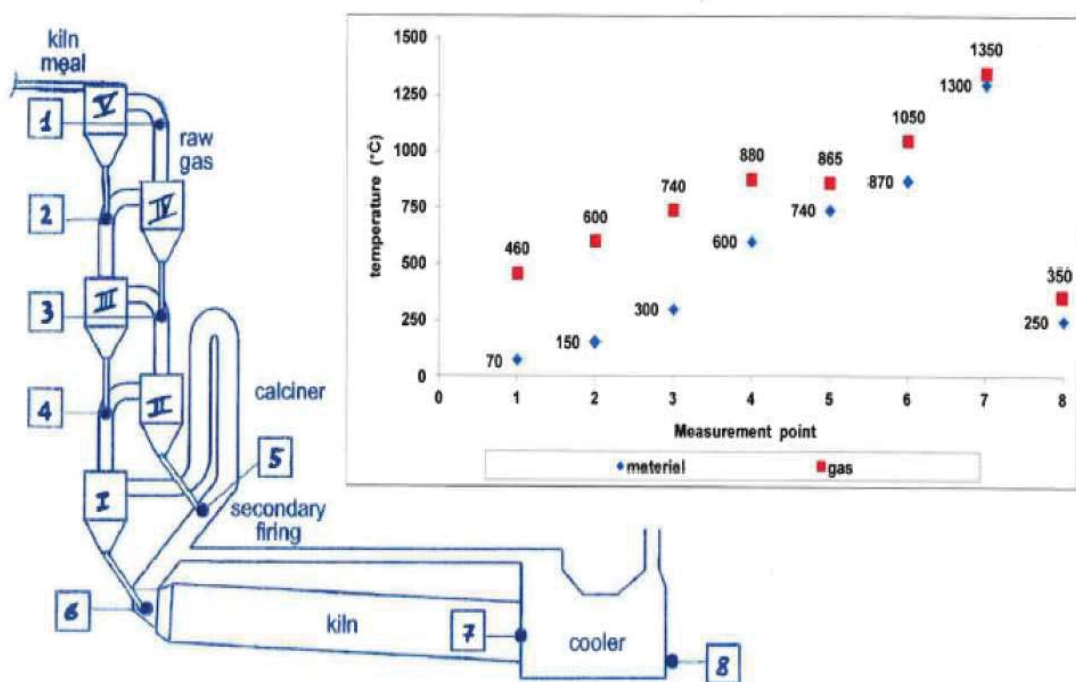 kiln
meal
V
1
raw
gas
IV
2
III
3
II
4
calciner
5
I
secondary
firing
6
kiln
7
cooler
8
1500
1250
1000
750
500
250
0
temperature (°C)
0 1 2 3 4 5 6 7 8
Measurement point
460
600
740
880
865
1050
1350
350
70
150
300
600
740
870
1300
250
materiel gas